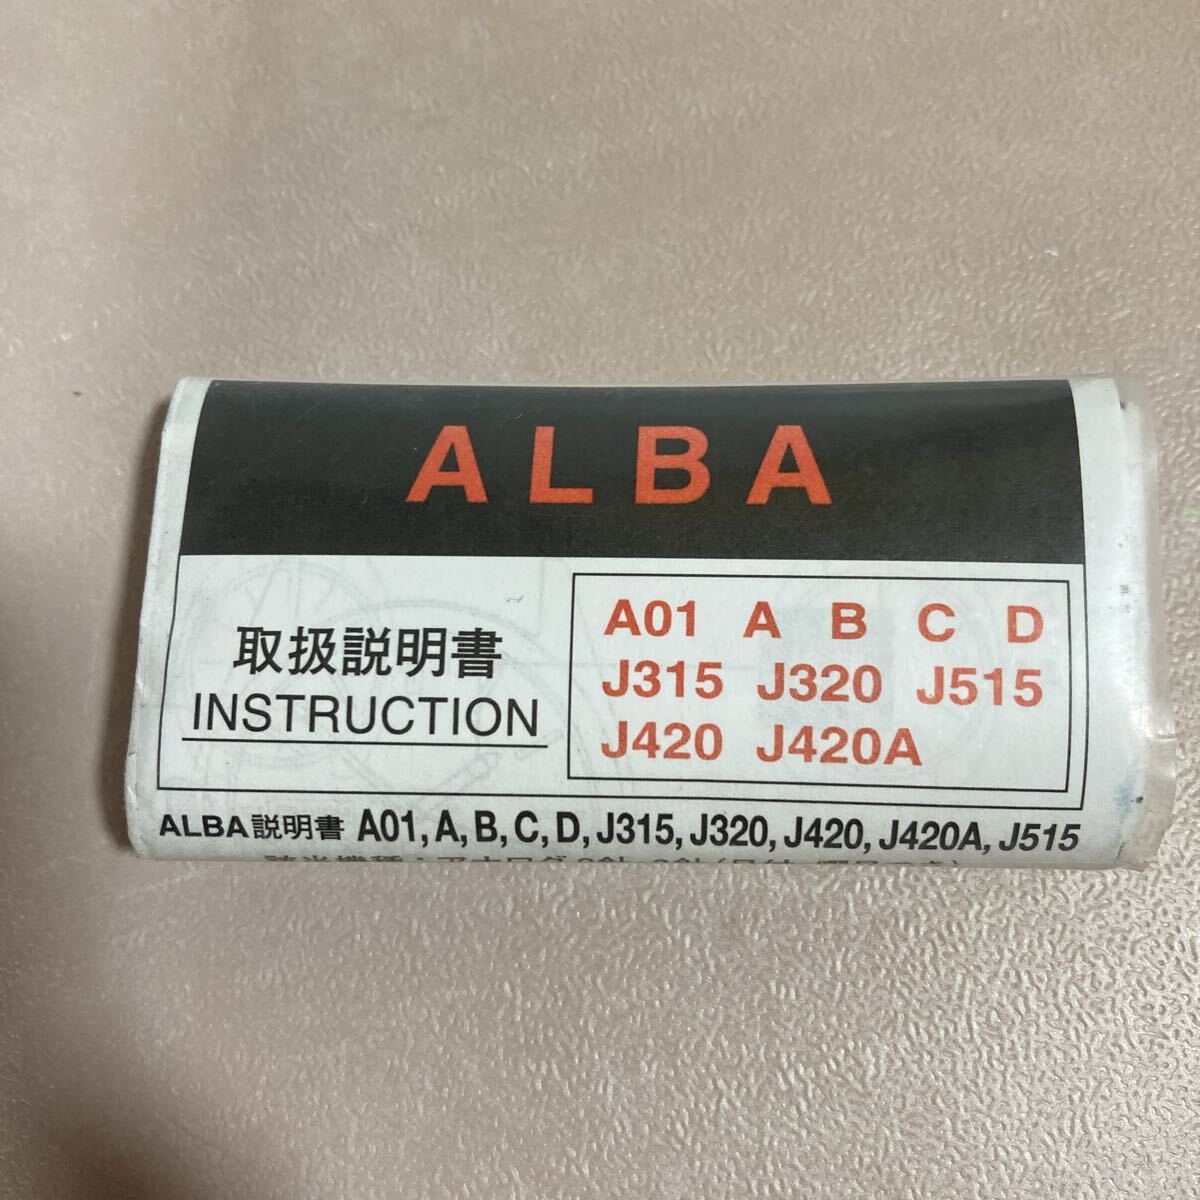 ALBA
取扱説明書
INSTRUCTION
A01 A B C D
J315 J320 J515
J420 J420A
ALBA説明書 A01, A, B, C, D, J315, J320, J420, J420A, J515